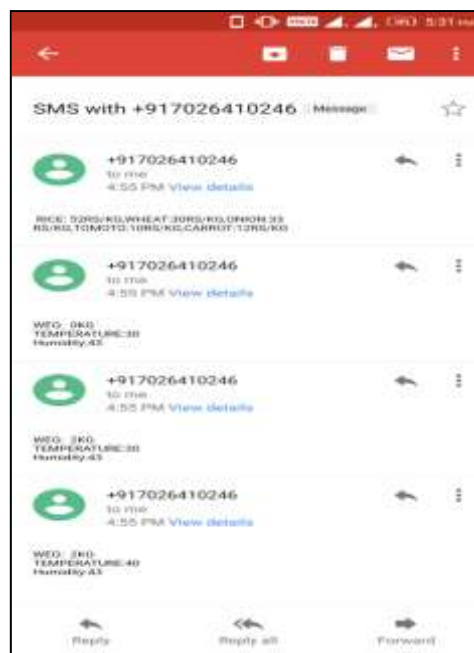 5:31 PM
SMS with +917026410246 Message
+917026410246
to me
4:55 PM View details
RICE: 52RS/KG,WHEAT:30RS/KG,ONION:33
RS/KG,TOMOTO:10RS/KG,CARROT:12RS/KG
+917026410246
to me
4:55 PM View details
WEG: 0KG
TEMPERATURE:30
Humidity:43
+917026410246
to me
4:55 PM View details
WEG: 2KG
TEMPERATURE:30
Humidity:43
+917026410246
to me
4:55 PM View details
WEG: 2KG
TEMPERATURE:40
Humidity:43
Reply
Reply all
Forward